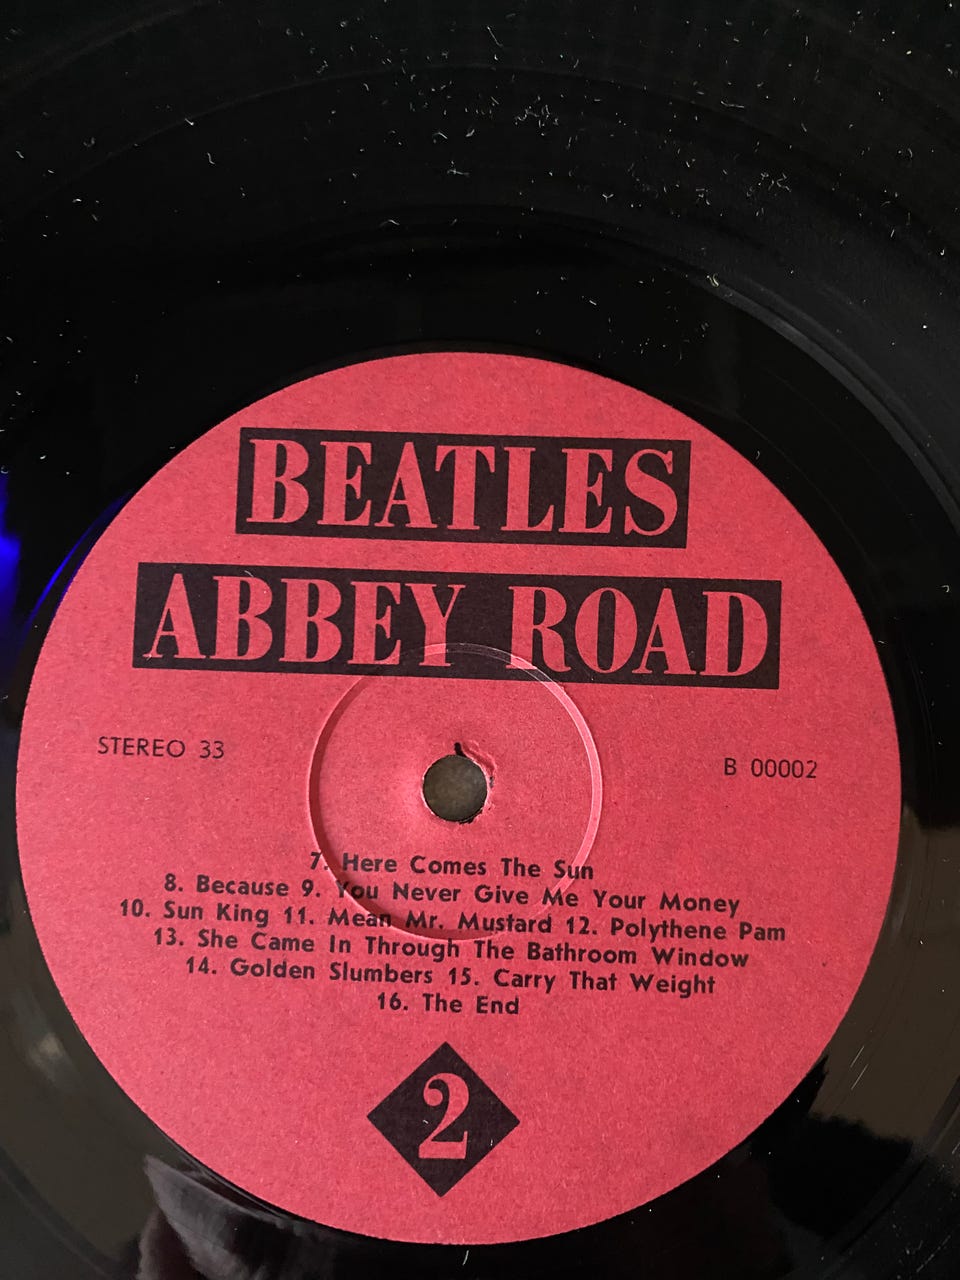 BEATLES
ABBEY ROAD
STEREO 33
B 00002
7. Here Comes The Sun
8. Because 9. You Never Give Me Your Money
10. Sun King 11. Mean Mr. Mustard 12. Polythene Pam
13. She Came In Through The Bathroom Window
14. Golden Slumbers 15. Carry That Weight
16. The End
2